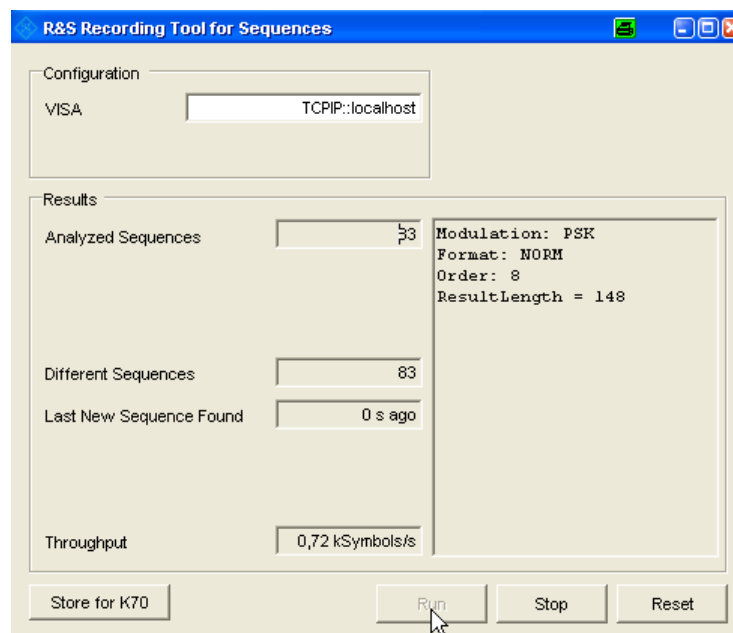 R&S Recording Tool for Sequences
Configuration
VISA TCPIP::localhost
Results
Analyzed Sequences
Modulation: PSK
Format: NORM
Order: 8
ResultLength = 148
Different Sequences 83
Last New Sequence Found 0 s ago
Throughput 0,72 kSymbols/s
Store for K70 Run Stop Reset